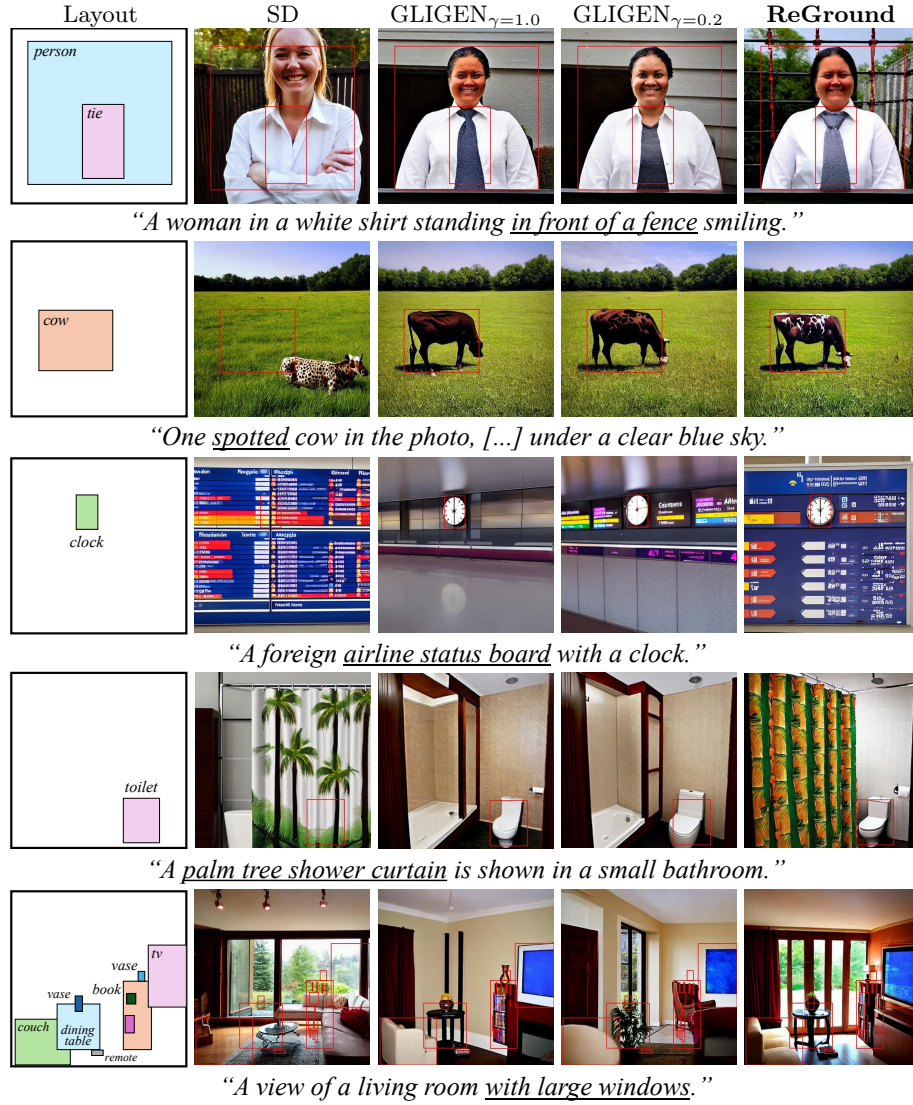 Layout SD GLIGENγ=1.0 GLIGENγ=0.2 ReGround
person
tie
“A woman in a white shirt standing in front of a fence smiling.”
cow
“One spotted cow in the photo, [...] under a clear blue sky.”
clock
“A foreign airline status board with a clock.”
toilet
“A palm tree shower curtain is shown in a small bathroom.”
tv
vase
book
vase
couch
dining
table
remote
“A view of a living room with large windows.”